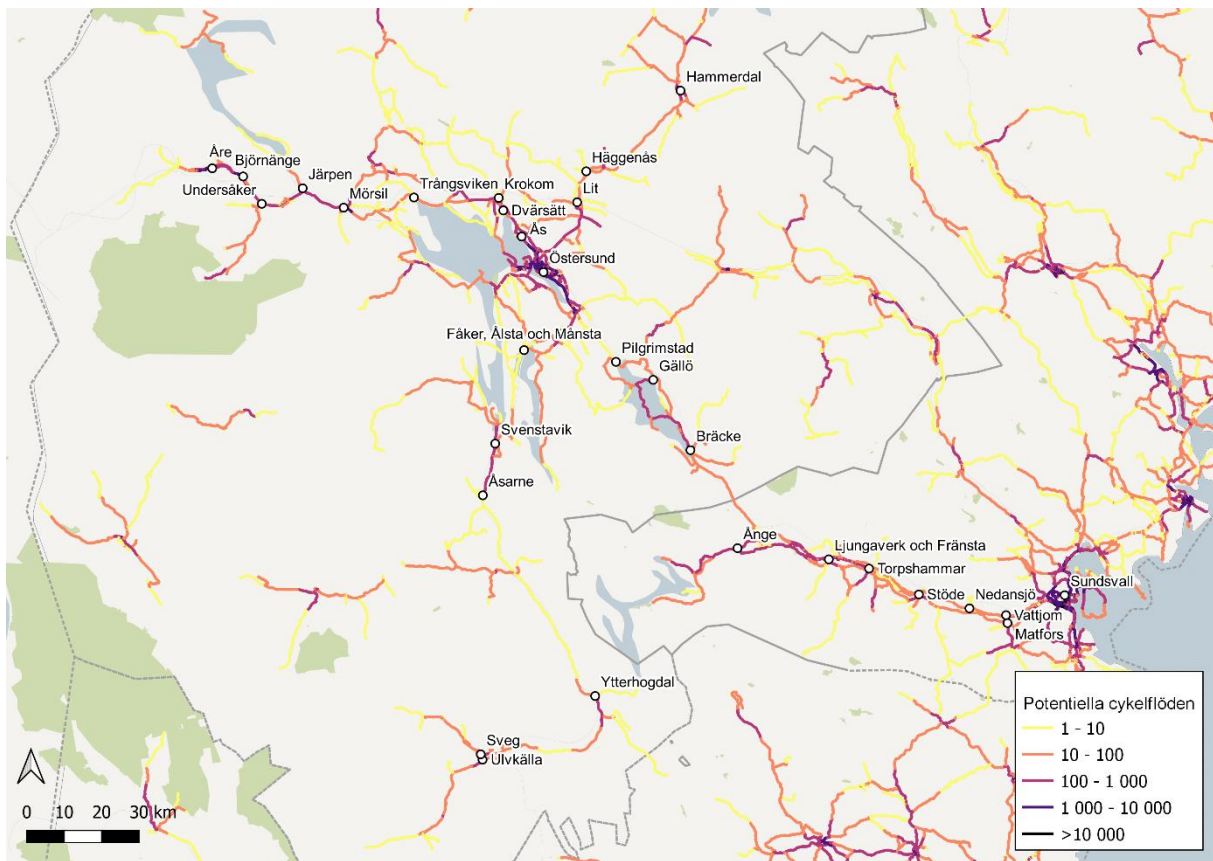 Hammerdal
Åre
Björnänge
Häggenås
Undersåker
Järpen
Mörsil
Trångsviken
Krokom
Lit
Dvärsätt
Ås
Östersund
Fåker, Ålsta och Månsta
Pilgrimstad
Gällö
Svenstavik
Bräcke
Åsarne
Ånge
Ljungaverk och Fränsta
Torpshammar
Stöde
Nedansjö
Sundsvall
Vattjom
Matfors
Ytterhogdal
Sveg
Ulvkälla
0 10 20 30 km
Potentiella cykelflöden
1 - 10
10 - 100
100 - 1 000
1 000 - 10 000
>10 000